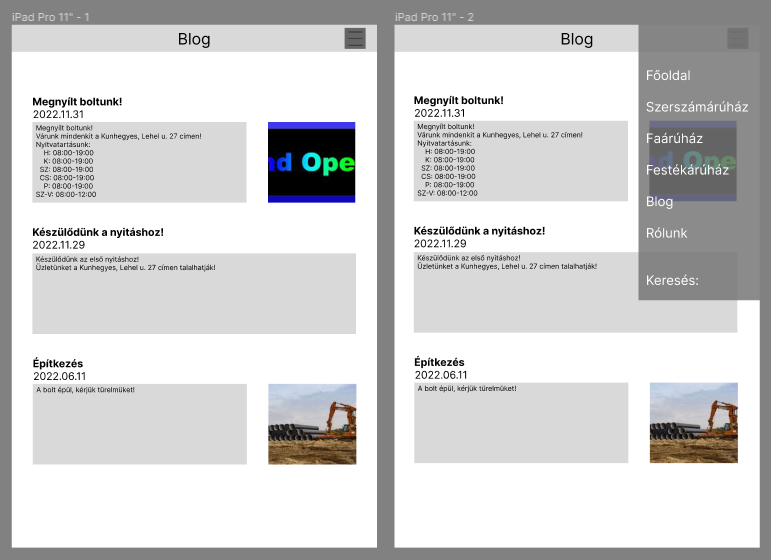 iPad Pro 11" - 1
Blog
Megnyílt boltunk!
2022.11.31
Megnyílt boltunk!
Várunk mindenkit a Kunhegyes, Lehel u. 27 címen!
Nyitvatartásunk:
H: 08:00-19:00
K: 08:00-19:00
SZ: 08:00-19:00
CS: 08:00-19:00
P: 08:00-19:00
SZ-V: 08:00-12:00
nd Ope
Készülődünk a nyitáshoz!
2022.11.29
Készülődünk az első nyitáshoz!
Üzletünket a Kunhegyes, Lehel u. 27 címen talalhatják!
Építkezés
2022.06.11
A bolt épül, kérjük türelmüket!
iPad Pro 11" - 2
Blog
Megnyílt boltunk!
2022.11.31
Megnyílt boltunk!
Várunk mindenkit a Kunhegyes, Lehel u. 27 címen!
Nyitvatartásunk:
H: 08:00-19:00
K: 08:00-19:00
SZ: 08:00-19:00
CS: 08:00-19:00
P: 08:00-19:00
SZ-V: 08:00-12:00
nd Ope
Készülődünk a nyitáshoz!
2022.11.29
Készülődünk az első nyitáshoz!
Üzletünket a Kunhegyes, Lehel u. 27 címen talalhatják!
Építkezés
2022.06.11
A bolt épül, kérjük türelmüket!
Főoldal
Szerszámárúház
Faárúház
Festékárúház
Blog
Rólunk
Keresés: